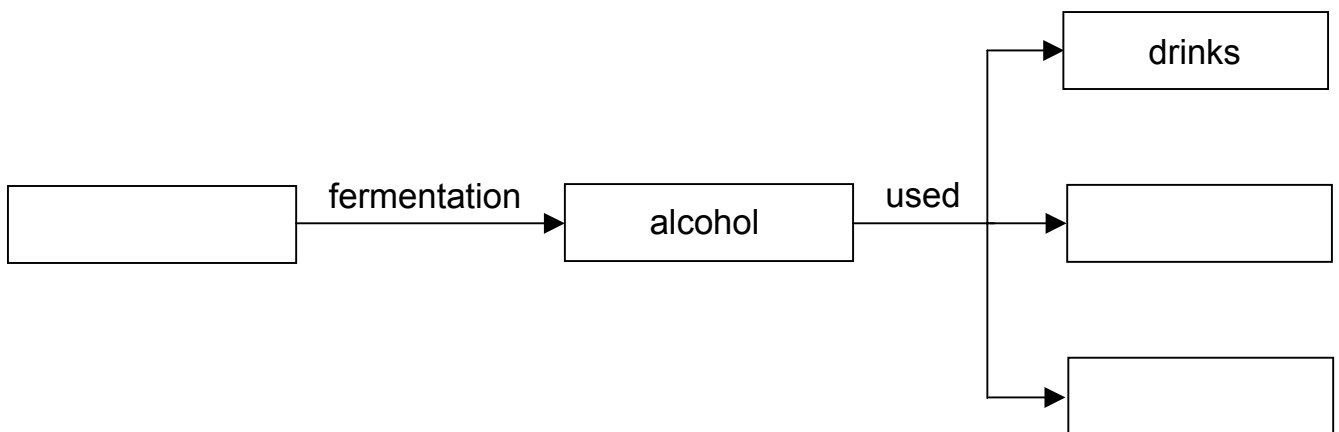 drinks
fermentation
alcohol
used